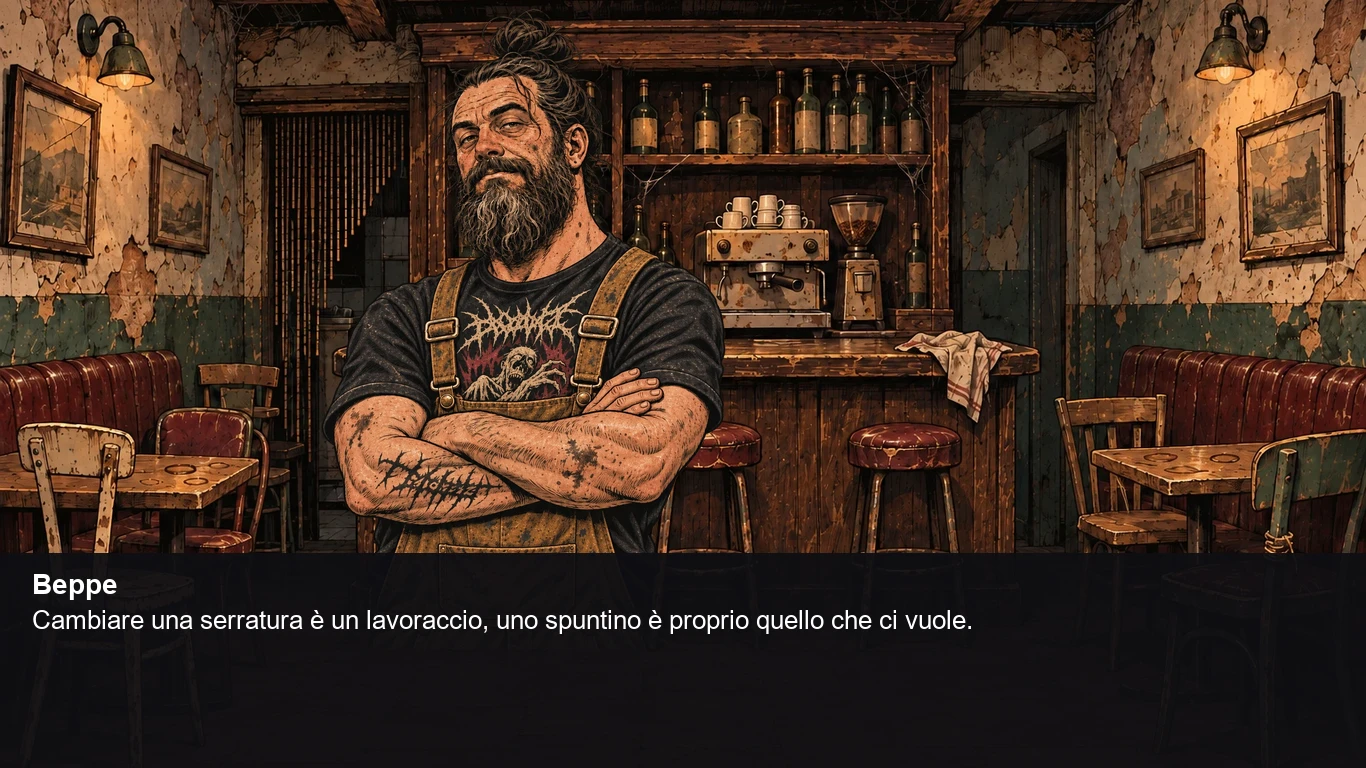 Beppe
Cambiare una serratura è un lavoraccio, uno spuntino è proprio quello che ci vuole.